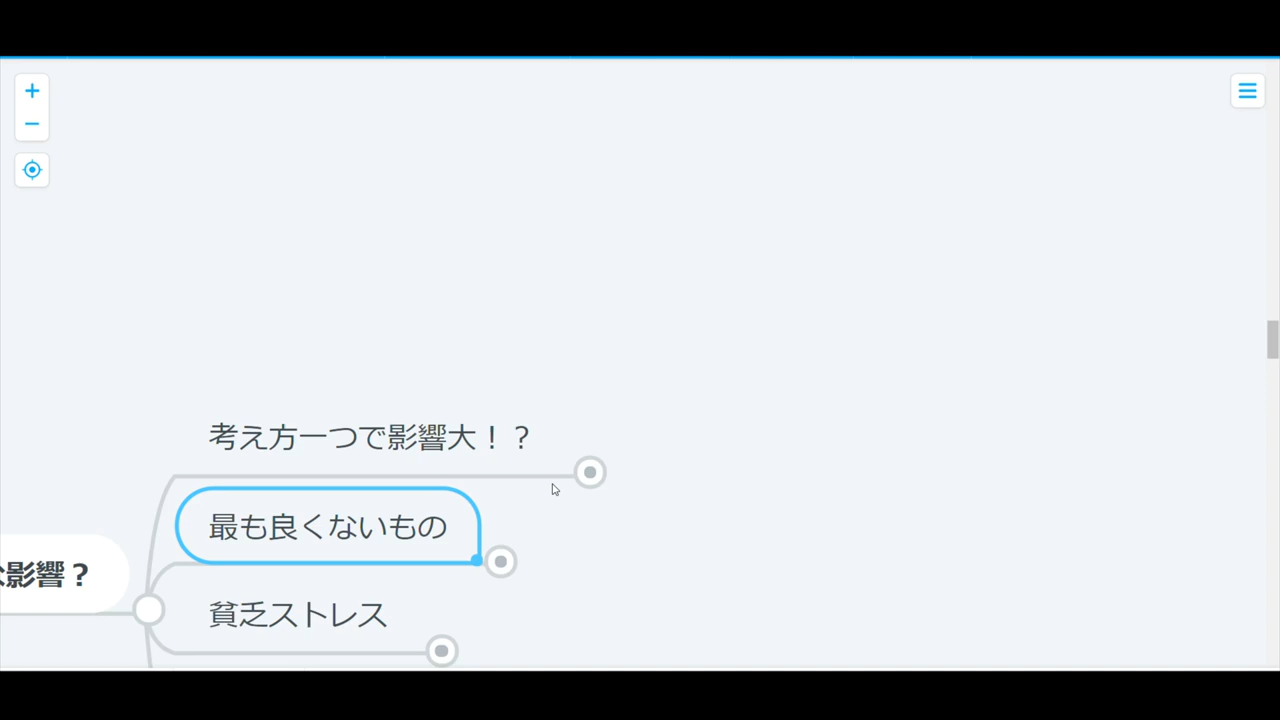 考え方一つで影響大！？
最も良くないもの
影響？
貧乏ストレス